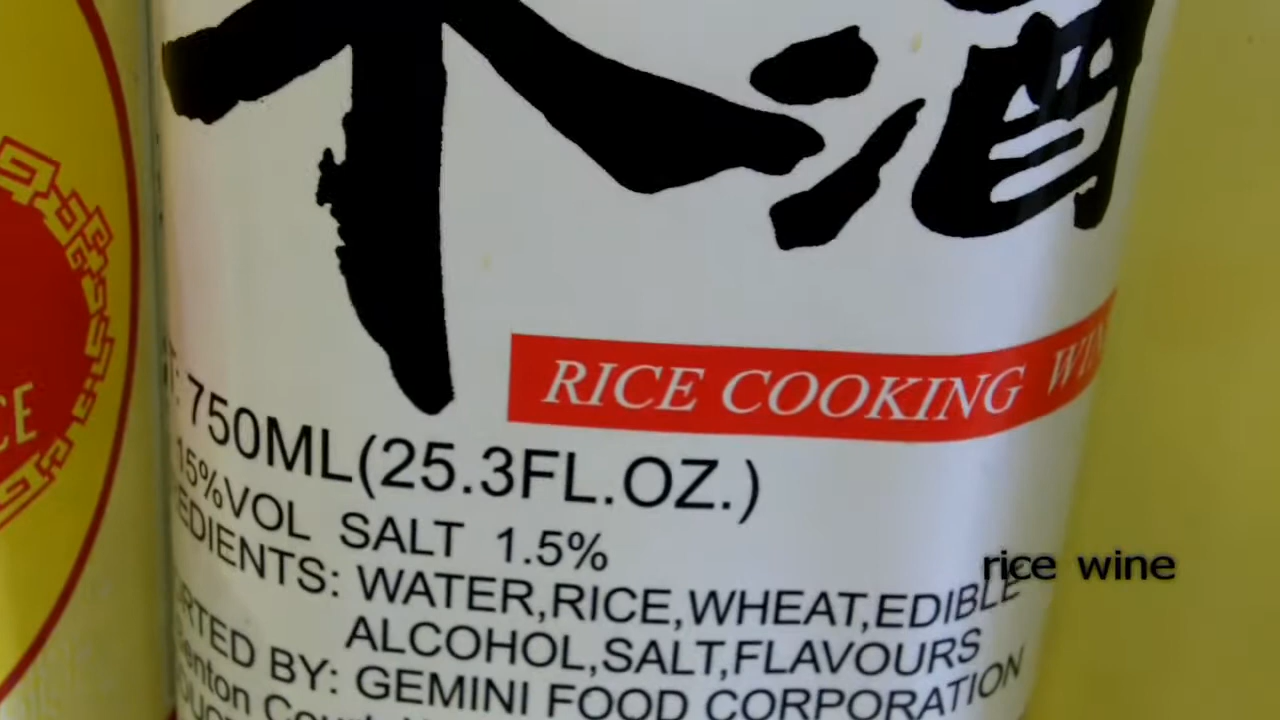 酒
RICE COOKING
750ML(25.3FL.OZ.)
15%VOL SALT 1.5%
EDIENTS: WATER,RICE,WHEAT,EDIBLE
ALCOHOL,SALT,FLAVOURS
RTED BY: GEMINI FOOD CORPORATION
rice wine